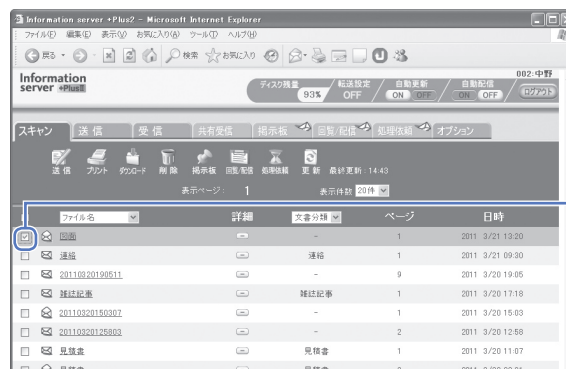 Information server +Plus2 - Microsoft Internet Explorer
ファイル(F) 編集(E) 表示(V) お気に入り(A) ツール(T) ヘルプ(H)
戻る 検索 お気に入り
Information server +PlusⅡ
002:中野
ディスク残量 93% 転送設定 OFF 自動更新 ON OFF 自動配信 ON OFF ログアウト
スキャン 送信 受信 共有受信 掲示板 回覧/配信 処理依頼 オプション
送信 プリント ダウンロード 削除 掲示板 回覧/配信 処理依頼 更新 最終更新:14:43
表示ページ: 1 表示件数 20件
ファイル名 詳細 文書分類 ページ 日時
図面 - 1 2011 3/21 13:20
連絡 連絡 1 2011 3/21 09:30
20110320190511 - 9 2011 3/20 19:05
雑誌記事 雑誌記事 1 2011 3/20 17:18
20110320150307 - 1 2011 3/20 15:03
20110320125803 - 2 2011 3/20 12:58
見積書 見積書 1 2011 3/20 11:07